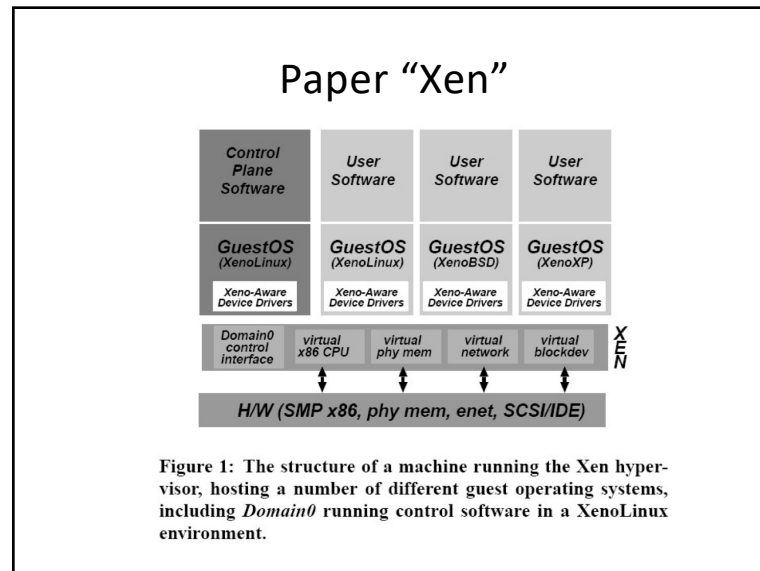 Paper “Xen”
Control
Plane
Software
User
Software
User
Software
User
Software
GuestOS
(XenoLinux)
Xeno-Aware
Device Drivers
GuestOS
(XenoLinux)
Xeno-Aware
Device Drivers
GuestOS
(XenoBSD)
Xeno-Aware
Device Drivers
GuestOS
(XenoXP)
Xeno-Aware
Device Drivers
Domain0
control
interface
virtual
x86 CPU
virtual
phy mem
virtual
network
virtual
blockdev
XEN
H/W (SMP x86, phy mem, enet, SCSI/IDE)
Figure 1: The structure of a machine running the Xen hyper-
visor, hosting a number of different guest operating systems,
including Domain0 running control software in a XenoLinux
environment.